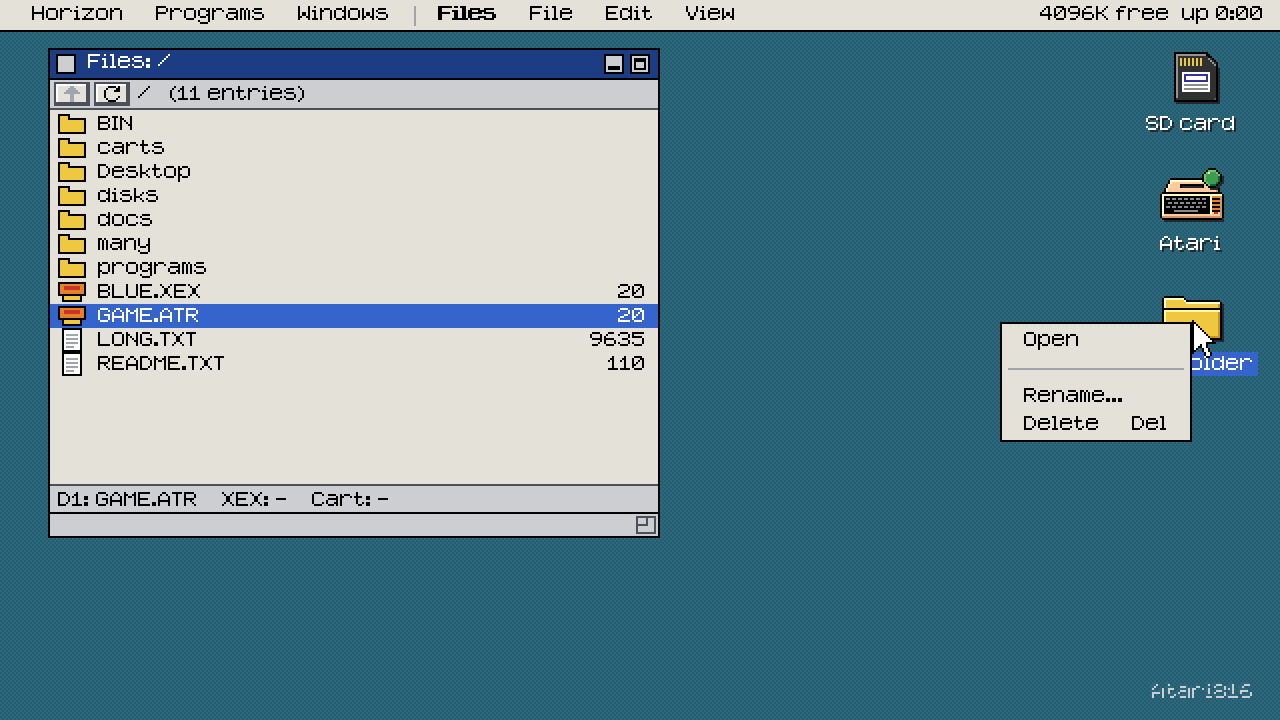 Horizon Programs Windows | Files File Edit View 4096K free up 0:00
Files: /
/ (11 entries)
BIN
carts
Desktop
disks
docs
many
programs
BLUE.XEX 20
GAME.ATR 20
LONG.TXT 9635
README.TXT 110
D1: GAME.ATR XEX: - Cart: -
SD card
Atari
Open
Rename...
Delete Del
Atari816